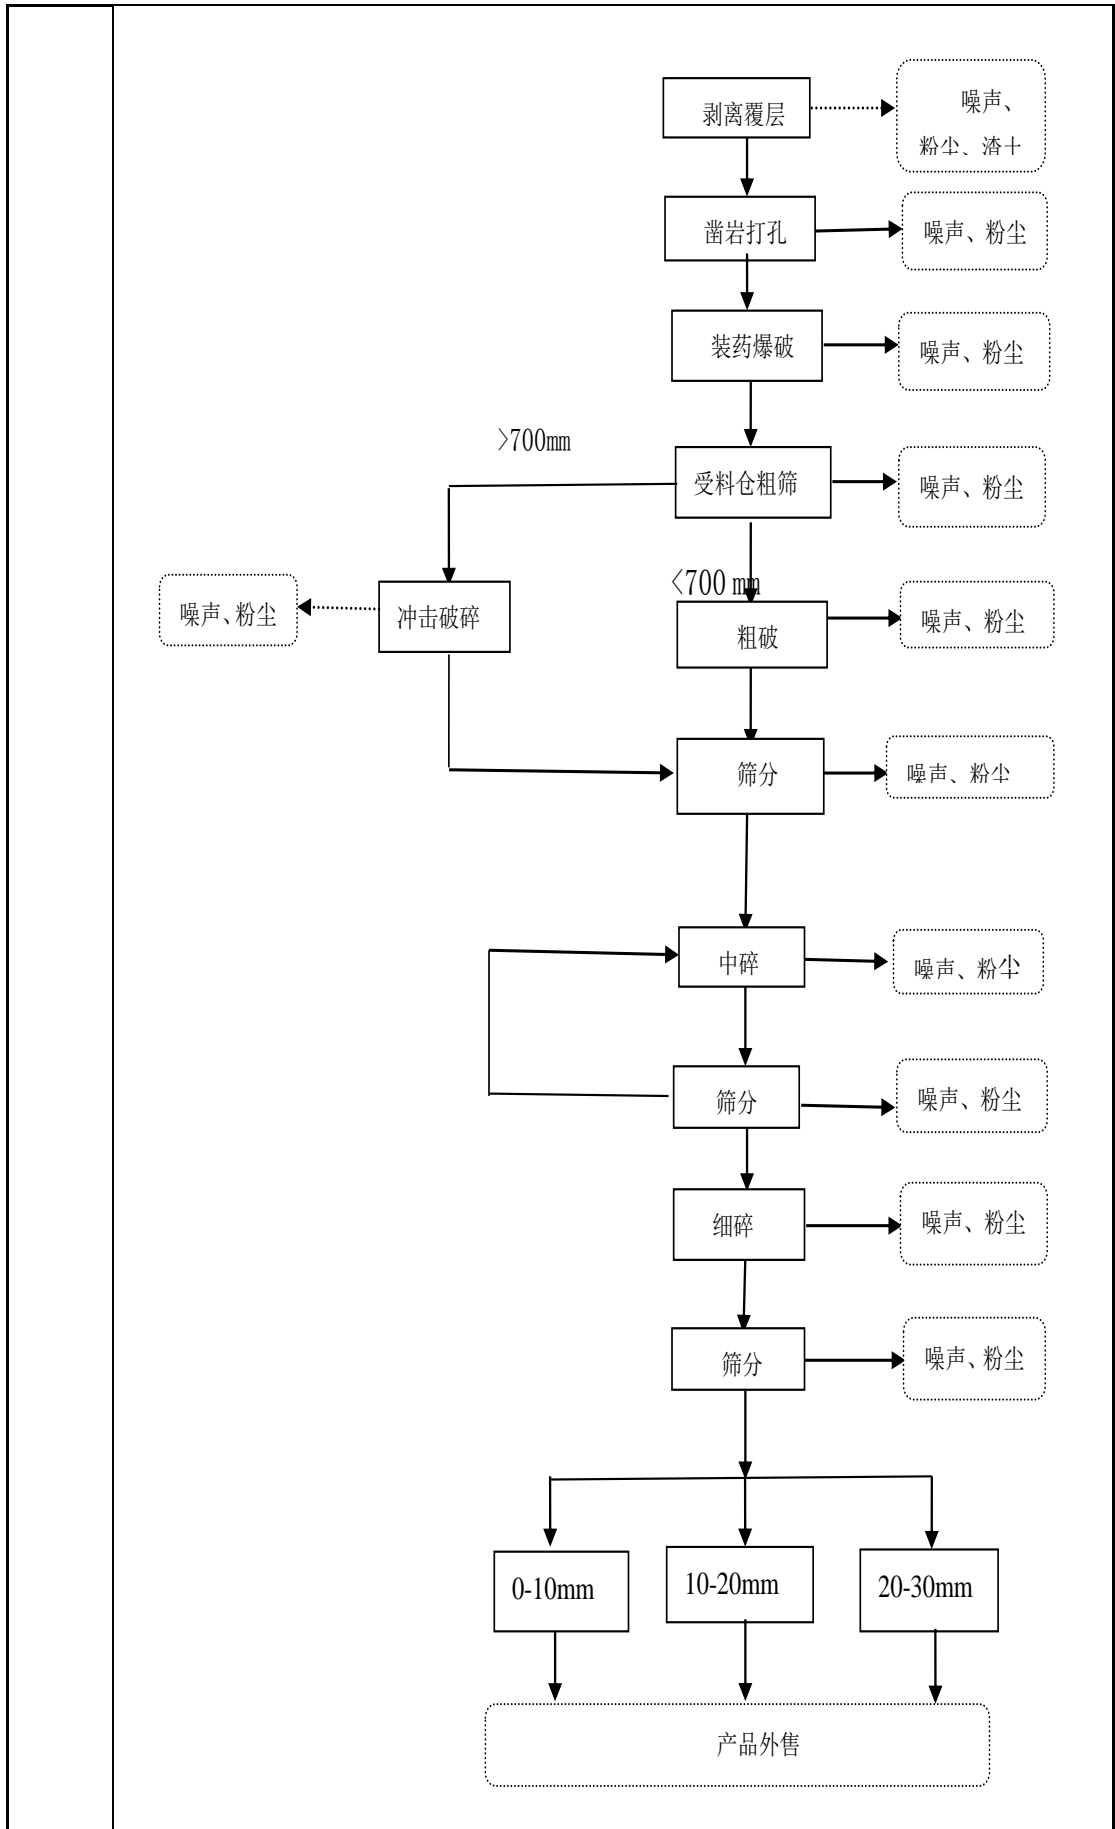 剥离覆层
噪声、
粉尘、渣土
凿岩打孔
噪声、粉尘
装药爆破
噪声、粉尘
>700mm
受料仓粗筛
噪声、粉尘
<700 mm
噪声、粉尘
冲击破碎
粗破
噪声、粉尘
筛分
噪声、粉尘
中碎
噪声、粉尘
筛分
噪声、粉尘
细碎
噪声、粉尘
筛分
噪声、粉尘
0-10mm
10-20mm
20-30mm
产品外售